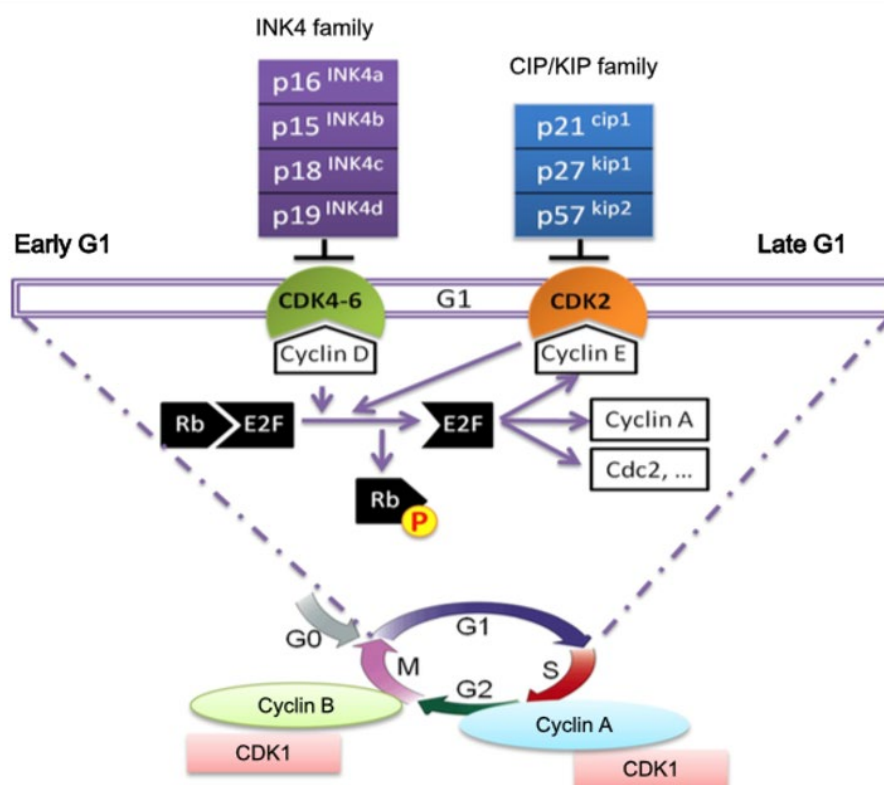 INK4 family
CIP/KIP family
p16 INK4a
p15 INK4b
p18 INK4c
p19 INK4d
p21 cip1
p27 kip1
p57 kip2
Early G1
Late G1
CDK4-6
G1
CDK2
Cyclin D
Cyclin E
Rb
E2F
E2F
Cyclin A
Cdc2, ...
Rb
P
G0
G1
M
S
G2
Cyclin B
Cyclin A
CDK1
CDK1